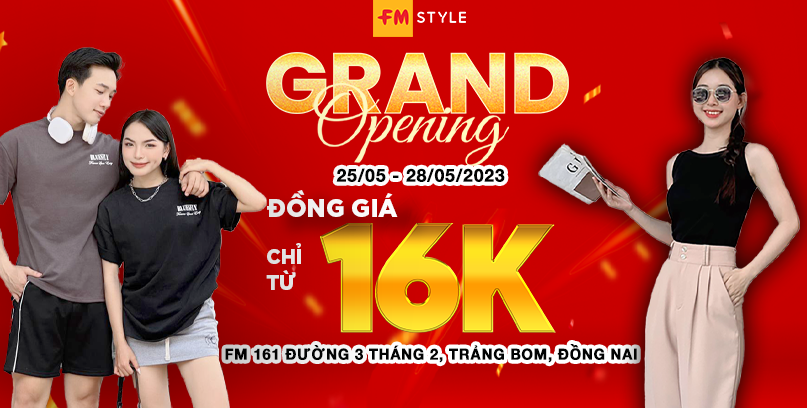 FM STYLE
GRAND
Opening
25/05 - 28/05/2023
ĐỒNG GIÁ
CHỈ
TỪ
16K
FM 161 ĐƯỜNG 3 THÁNG 2, TRẢNG BOM, ĐỒNG NAI